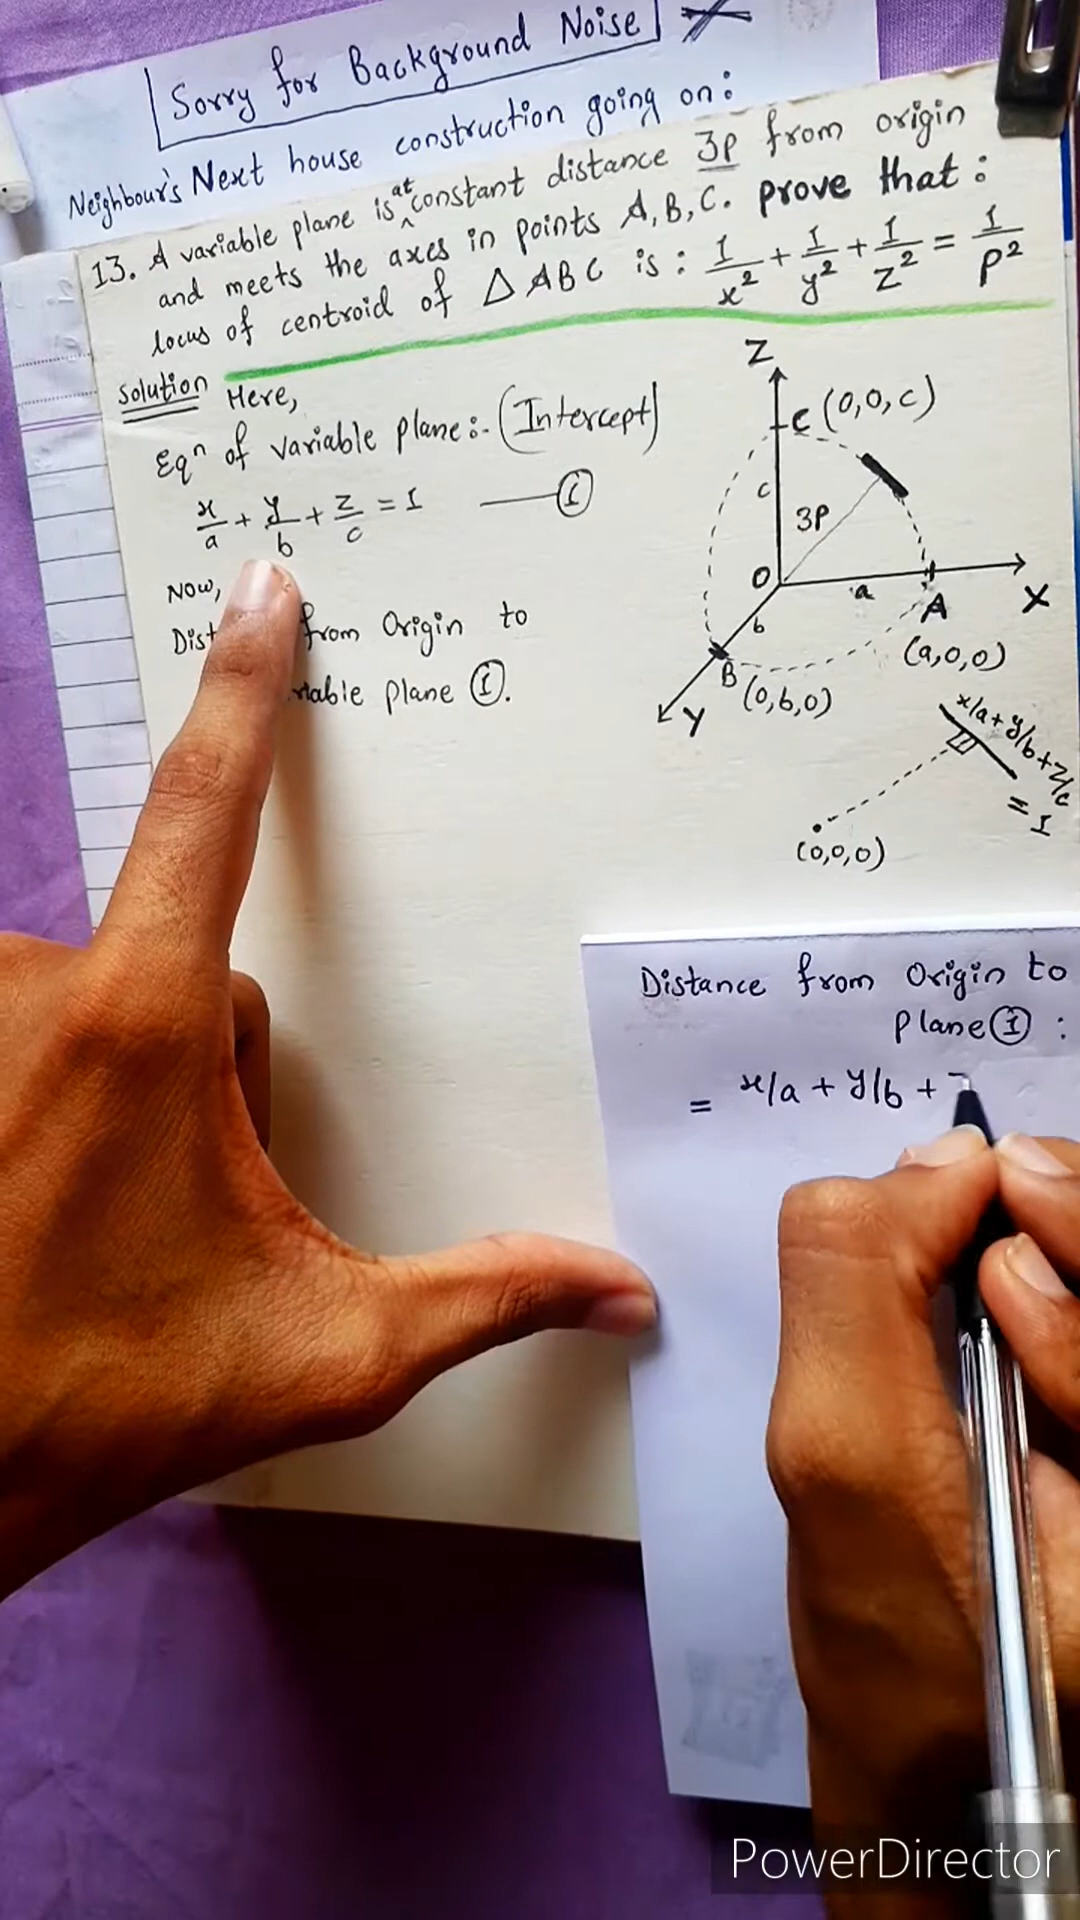 Sorry for Background Noise
Neighbour's Next house construction going on:
13. A variable plane is at constant distance 3P from origin
and meets the axes in points A, B, C. prove that:
locus of centroid of △ABC is: 1/x² + 1/y² + 1/z² = 1/P²
Solution Here,
Eqⁿ of variable plane:- (Intercept)
x/a + y/b + z/c = 1 —— ①
Now,
Dist from Origin to
riable plane ①.
Z
C (0,0,c)
c
3P
O
a
X
A
(a,0,0)
b
B (0,b,0)
Y
x/a + y/b + z/c
= 1
(0,0,0)
Distance from Origin to
plane ① :
= x/a + y/b +
PowerDirector